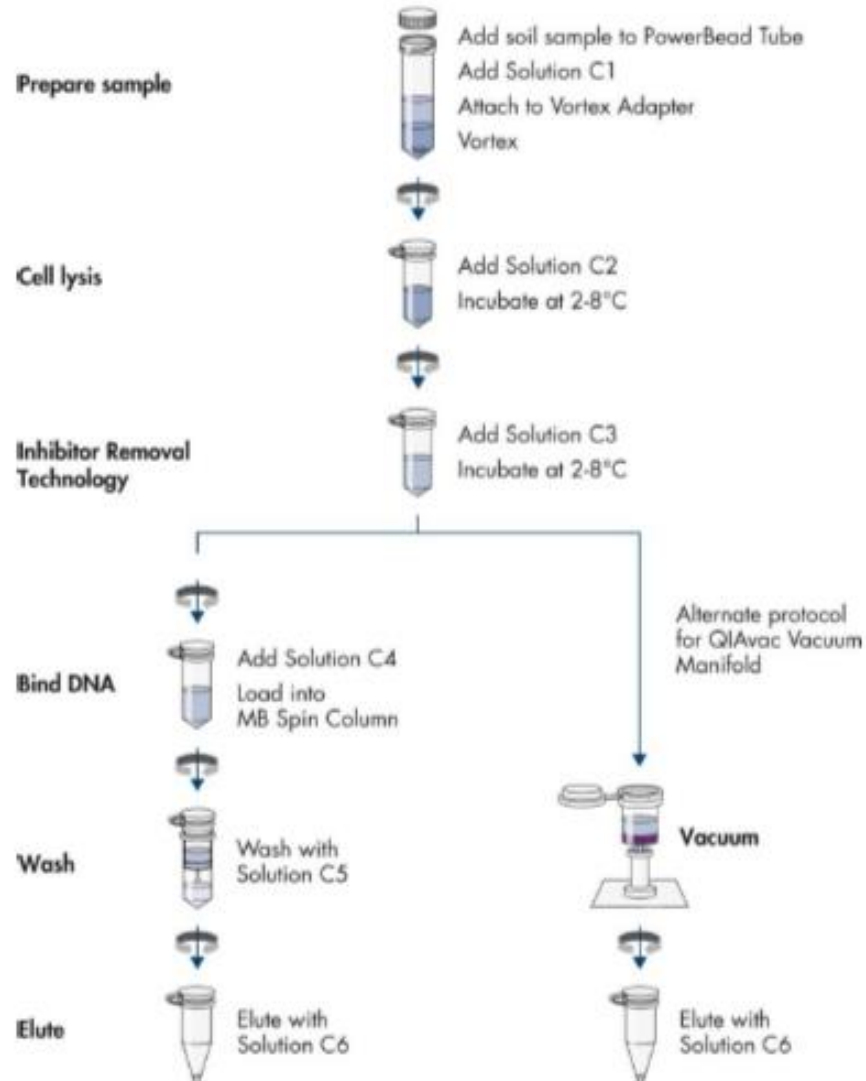 Prepare sample
Add soil sample to PowerBead Tube
Add Solution C1
Attach to Vortex Adapter
Vortex
Cell lysis
Add Solution C2
Incubate at 2-8°C
Inhibitor Removal
Technology
Add Solution C3
Incubate at 2-8°C
Bind DNA
Add Solution C4
Load into
MB Spin Column
Alternate protocol
for QIAvac Vacuum
Manifold
Wash
Wash with
Solution C5
Vacuum
Elute
Elute with
Solution C6
Elute with
Solution C6